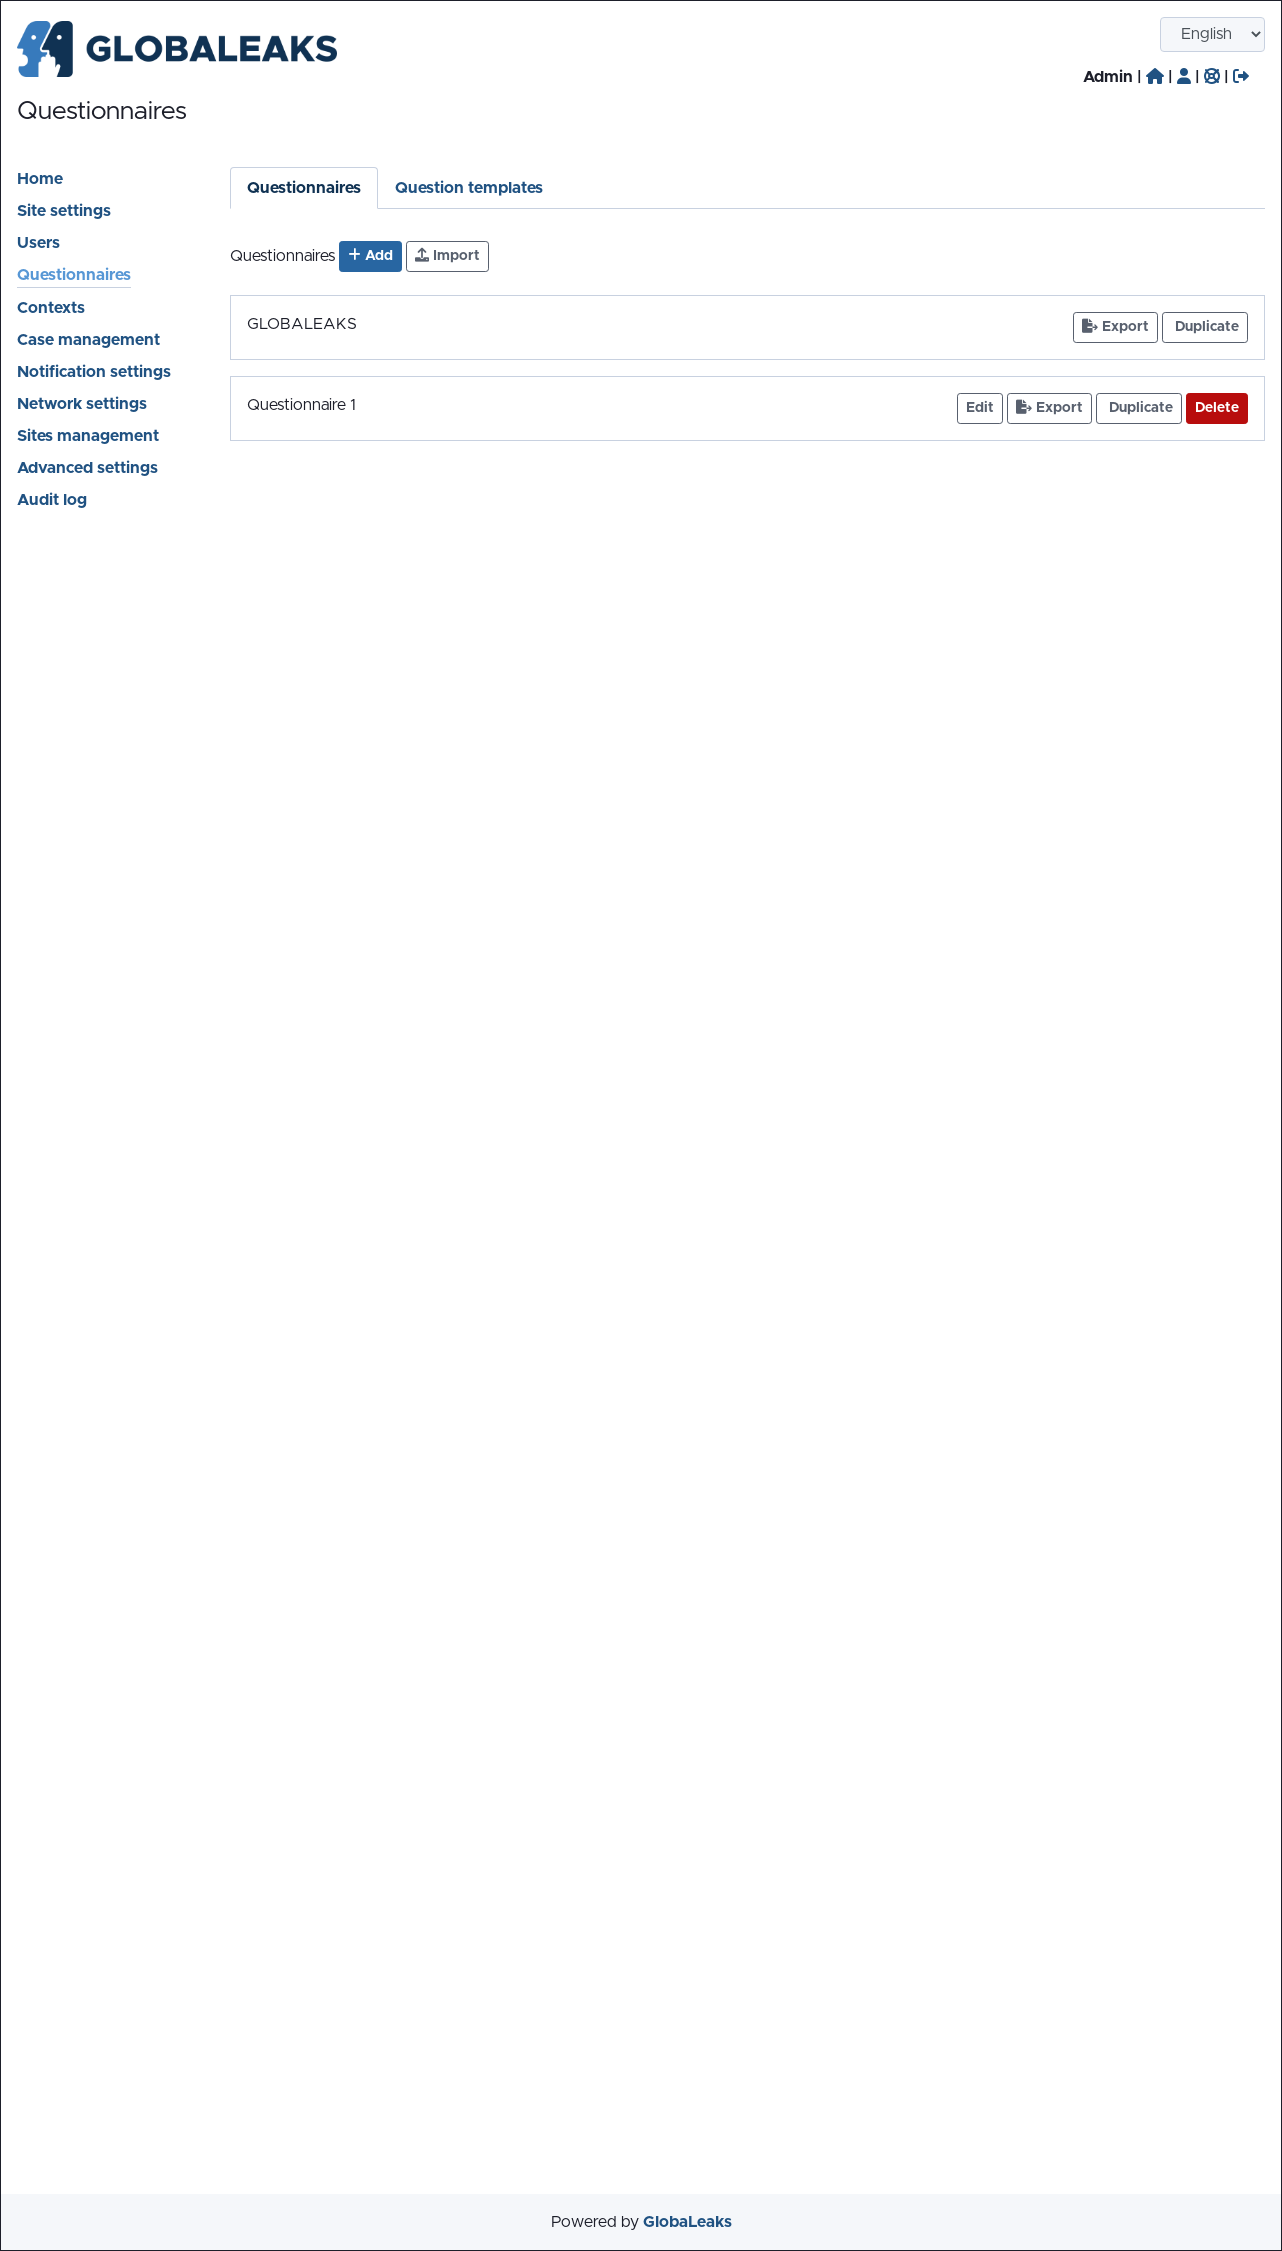 GLOBALEAKS
English
Admin | | | |
Questionnaires
Home
Site settings
Users
Questionnaires
Contexts
Case management
Notification settings
Network settings
Sites management
Advanced settings
Audit log
Questionnaires Question templates
Questionnaires + Add Import
GLOBALEAKS Export Duplicate
Questionnaire 1 Edit Export Duplicate Delete
Powered by GlobaLeaks